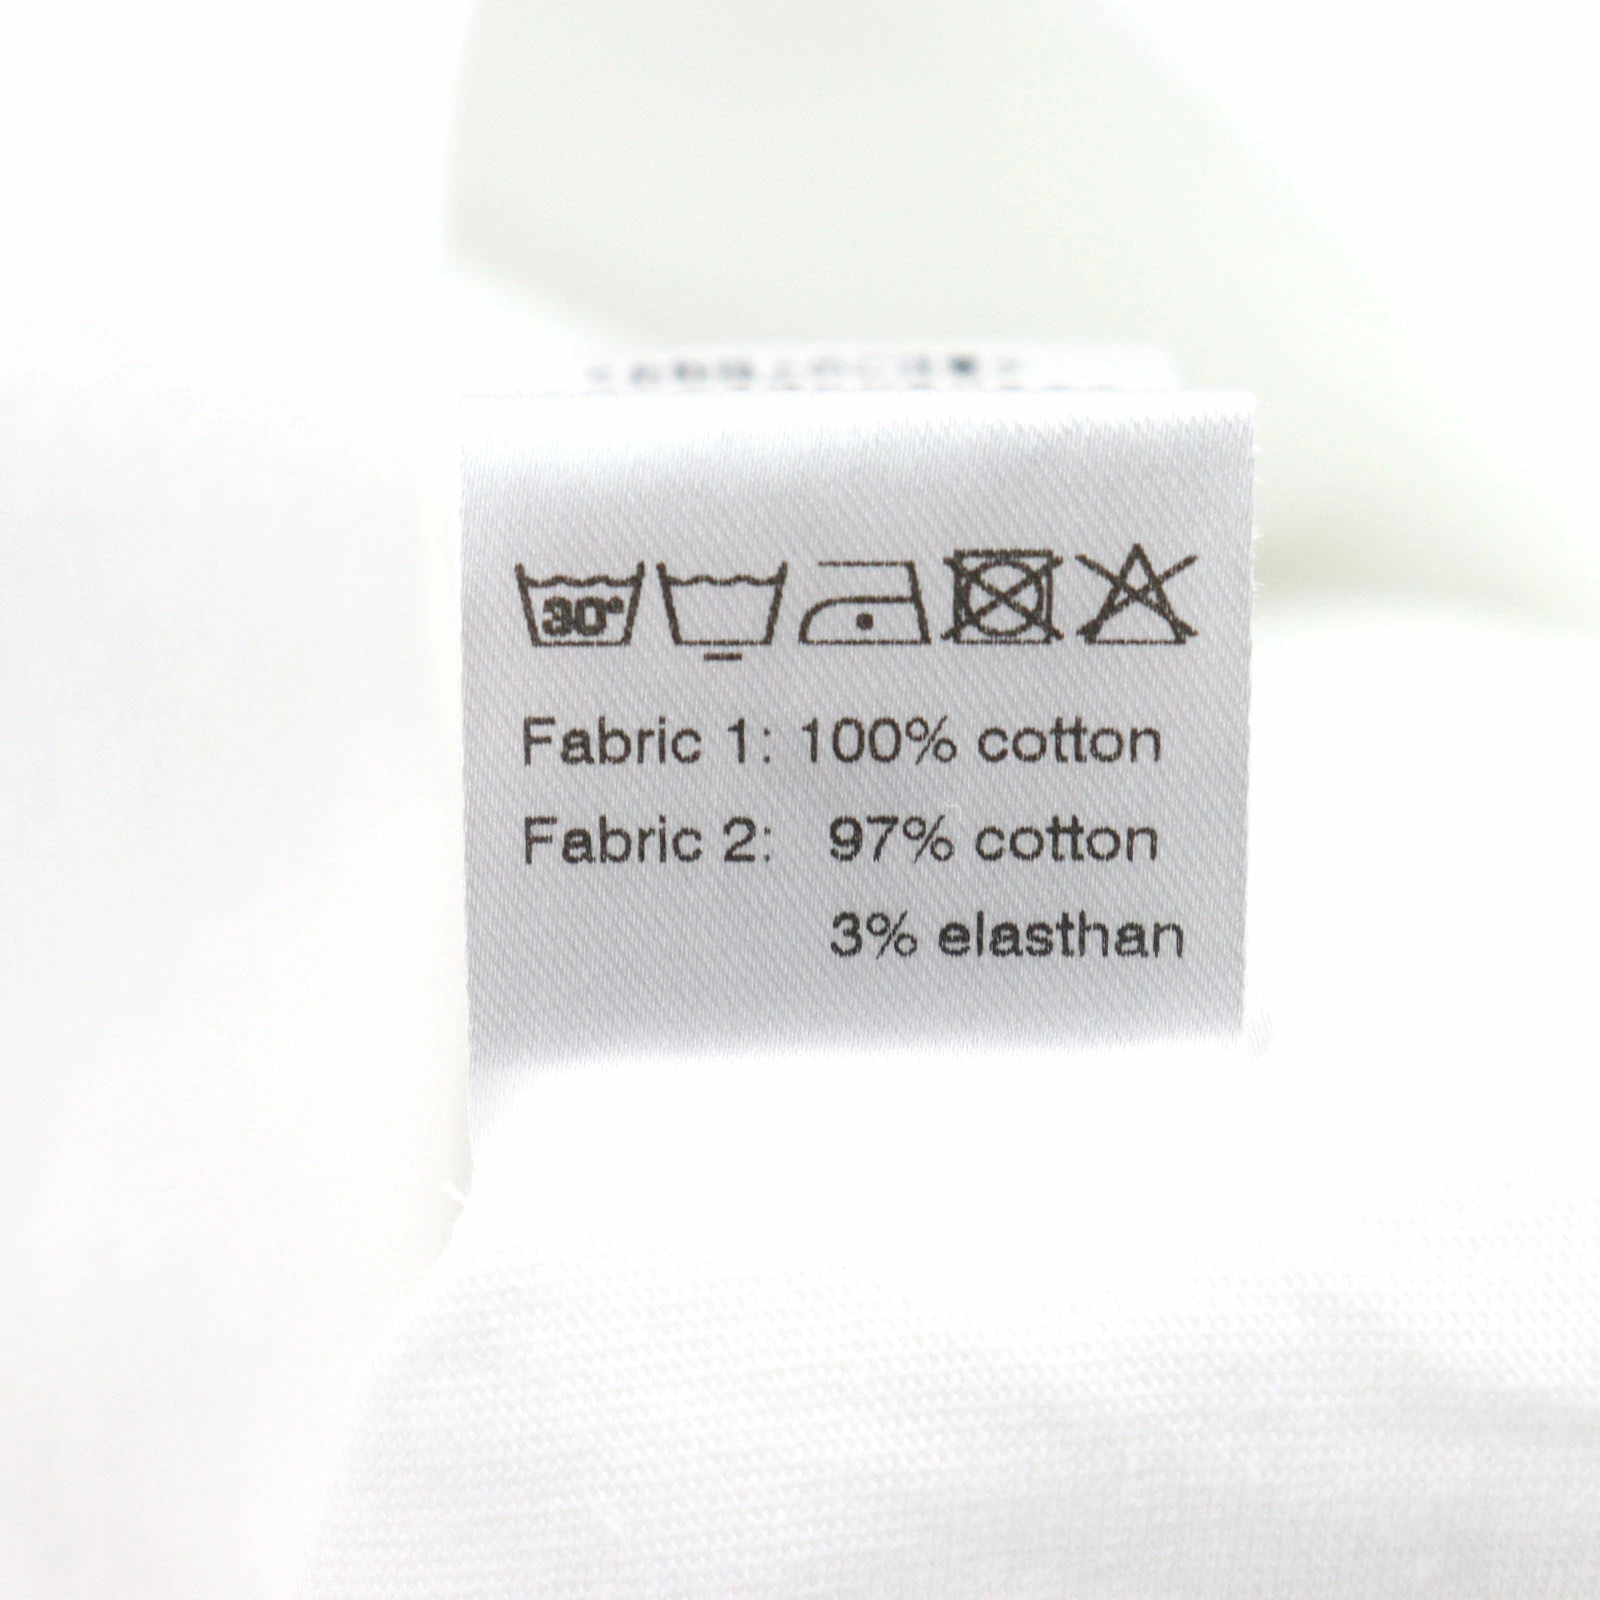 30°
Fabric 1: 100% cotton
Fabric 2: 97% cotton
3% elasthan